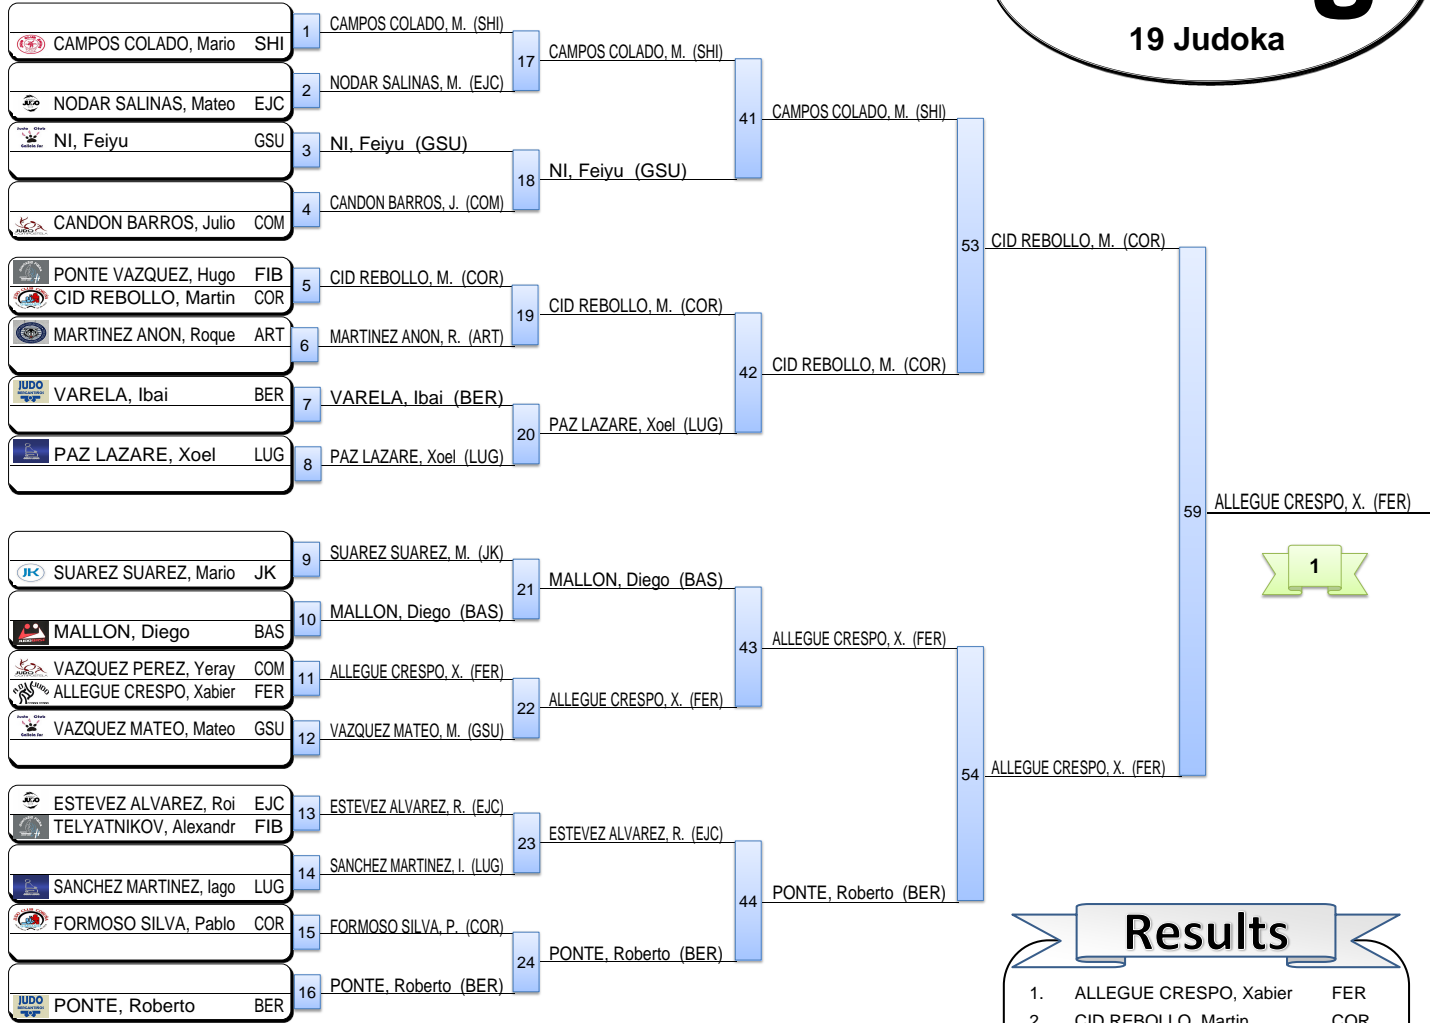 19 Judoka
CAMPOS COLADO, Mario SHI
NODAR SALINAS, Mateo EJC
NI, Feiyu GSU
CANDON BARROS, Julio COM
PONTE VAZQUEZ, Hugo FIB
CID REBOLLO, Martin COR
MARTINEZ ANON, Roque ART
VARELA, Ibai BER
PAZ LAZARE, Xoel LUG
SUAREZ SUAREZ, Mario JK
MALLON, Diego BAS
VAZQUEZ PEREZ, Yeray COM
ALLEGUE CRESPO, Xabier FER
VAZQUEZ MATEO, Mateo GSU
ESTEVEZ ALVAREZ, Roi EJC
TELYATNIKOV, Alexandr FIB
SANCHEZ MARTINEZ, Iago LUG
FORMOSO SILVA, Pablo COR
PONTE, Roberto BER
1 CAMPOS COLADO, M. (SHI)
2 NODAR SALINAS, M. (EJC)
3 NI, Feiyu (GSU)
4 CANDON BARROS, J. (COM)
5 CID REBOLLO, M. (COR)
6 MARTINEZ ANON, R. (ART)
7 VARELA, Ibai (BER)
8 PAZ LAZARE, Xoel (LUG)
9 SUAREZ SUAREZ, M. (JK)
10 MALLON, Diego (BAS)
11 ALLEGUE CRESPO, X. (FER)
12 VAZQUEZ MATEO, M. (GSU)
13 ESTEVEZ ALVAREZ, R. (EJC)
14 SANCHEZ MARTINEZ, I. (LUG)
15 FORMOSO SILVA, P. (COR)
16 PONTE, Roberto (BER)
17 CAMPOS COLADO, M. (SHI)
18 NI, Feiyu (GSU)
19 CID REBOLLO, M. (COR)
20 PAZ LAZARE, Xoel (LUG)
21 MALLON, Diego (BAS)
22 ALLEGUE CRESPO, X. (FER)
23 ESTEVEZ ALVAREZ, R. (EJC)
24 PONTE, Roberto (BER)
41 CAMPOS COLADO, M. (SHI)
42 CID REBOLLO, M. (COR)
43 ALLEGUE CRESPO, X. (FER)
44 PONTE, Roberto (BER)
53 CID REBOLLO, M. (COR)
54 ALLEGUE CRESPO, X. (FER)
59 ALLEGUE CRESPO, X. (FER)
1
Results
1. ALLEGUE CRESPO, Xabier FER
2. CID REBOLLO, Martin COR